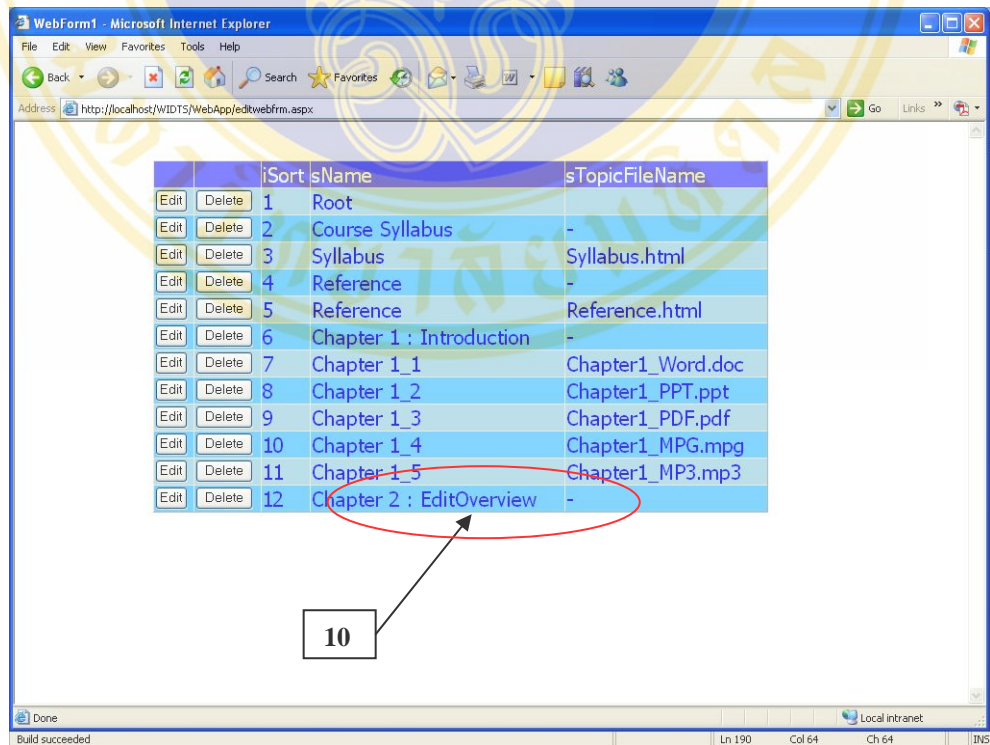 WebForm1 - Microsoft Internet Explorer
File Edit View Favorites Tools Help
Back Search Favorites
Address http://localhost/WIDTS/WebApp/editwebfrm.aspx Go Links »
iSort sName sTopicFileName
Edit Delete 1 Root
Edit Delete 2 Course Syllabus -
Edit Delete 3 Syllabus Syllabus.html
Edit Delete 4 Reference -
Edit Delete 5 Reference Reference.html
Edit Delete 6 Chapter 1 : Introduction -
Edit Delete 7 Chapter 1_1 Chapter1_Word.doc
Edit Delete 8 Chapter 1_2 Chapter1_PPT.ppt
Edit Delete 9 Chapter 1_3 Chapter1_PDF.pdf
Edit Delete 10 Chapter 1_4 Chapter1_MPG.mpg
Edit Delete 11 Chapter 1_5 Chapter1_MP3.mp3
Edit Delete 12 Chapter 2 : EditOverview -
10
Done Local intranet
Build succeeded Ln 190 Col 64 Ch 64 INS